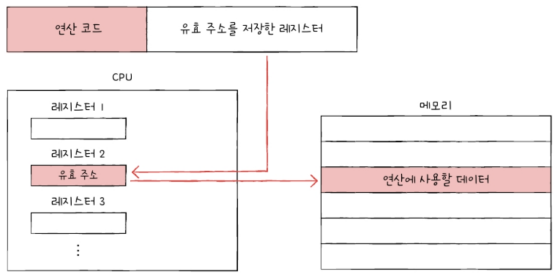 연산 코드
유효 주소를 저장한 레지스터
CPU
레지스터 1
레지스터 2
유효 주소
레지스터 3
⋮
메모리
연산에 사용할 데이터